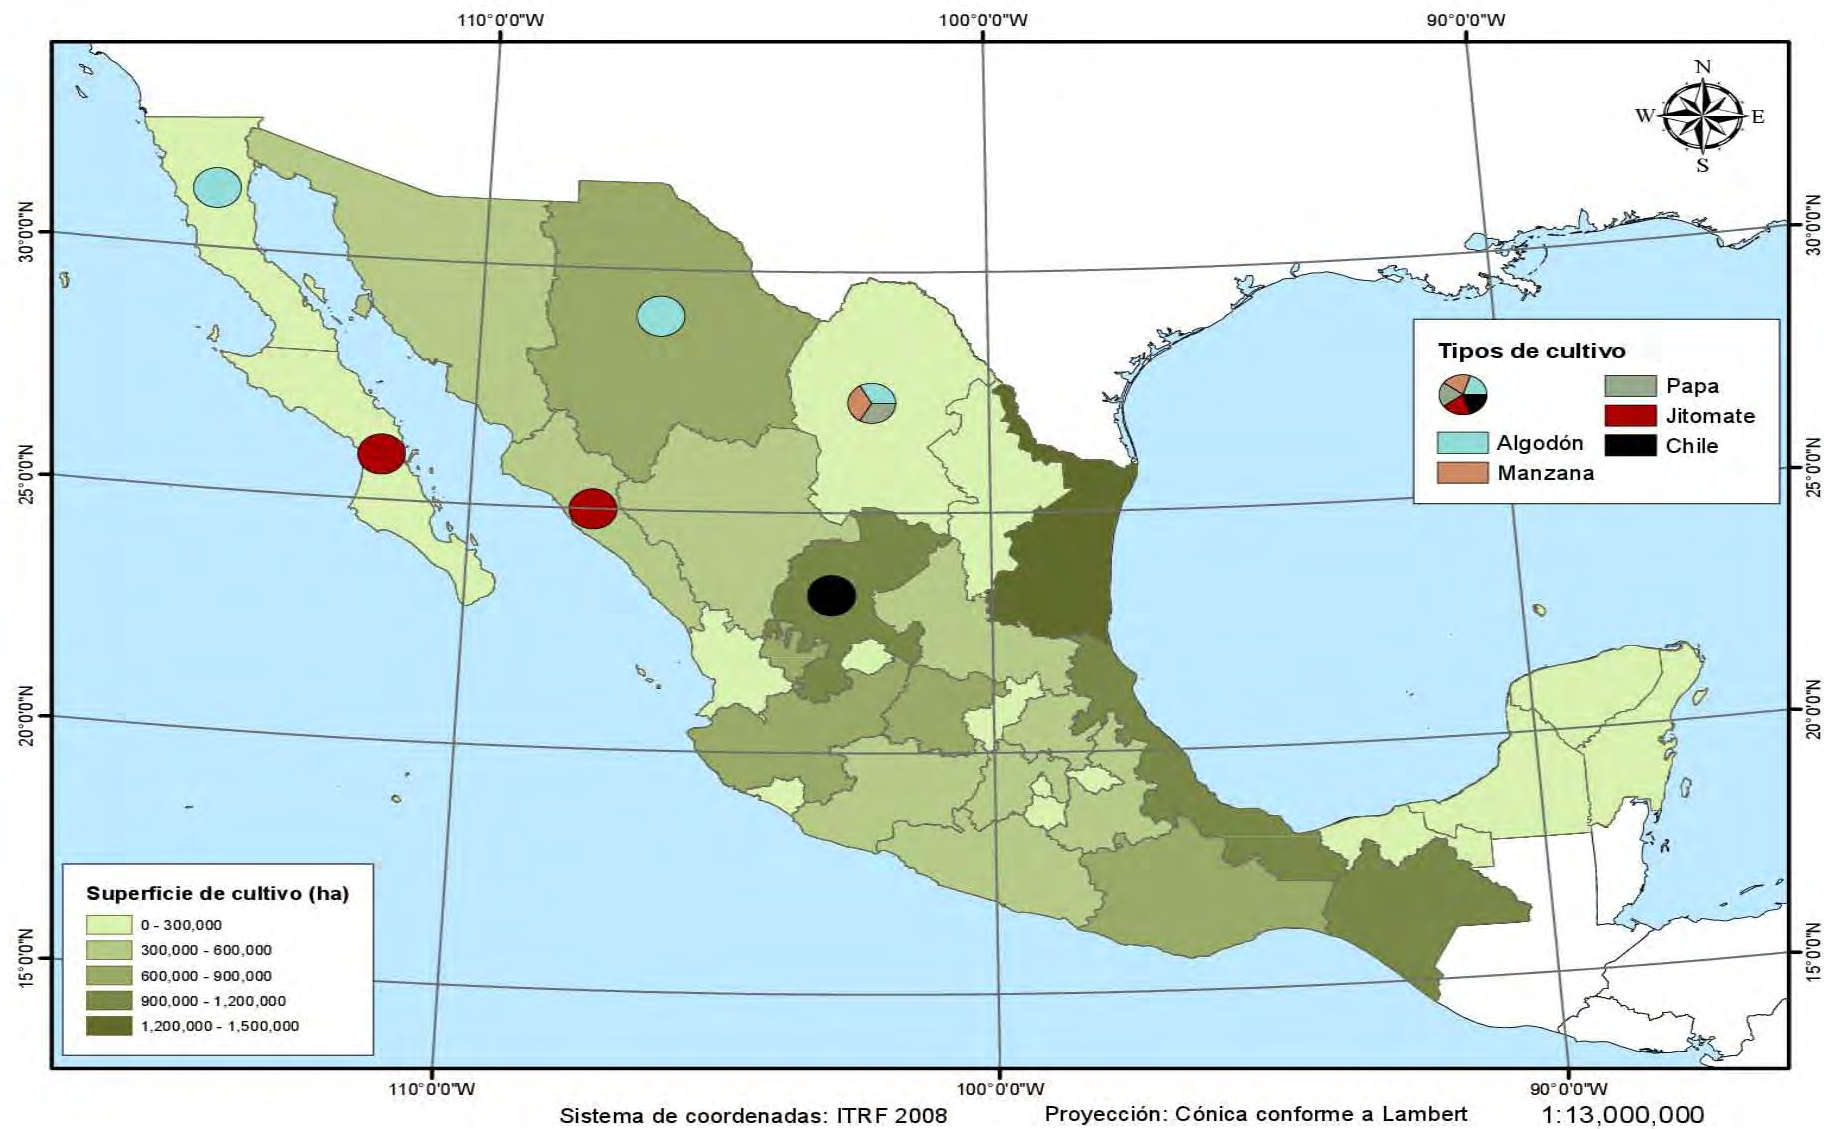 110°0'0"W 100°0'0"W 90°0'0"W
N
W E
S
30°0'0"N 30°0'0"N
Tipos de cultivo
Papa
Jitomate
Algodón Chile
Manzana
25°0'0"N 25°0'0"N
20°0'0"N 20°0'0"N
Superficie de cultivo (ha)
0 - 300,000
300,000 - 600,000
600,000 - 900,000
900,000 - 1,200,000
1,200,000 - 1,500,000
15°0'0"N 15°0'0"N
110°0'0"W 100°0'0"W 90°0'0"W
Sistema de coordenadas: ITRF 2008 Proyección: Cónica conforme a Lambert 1:13,000,000